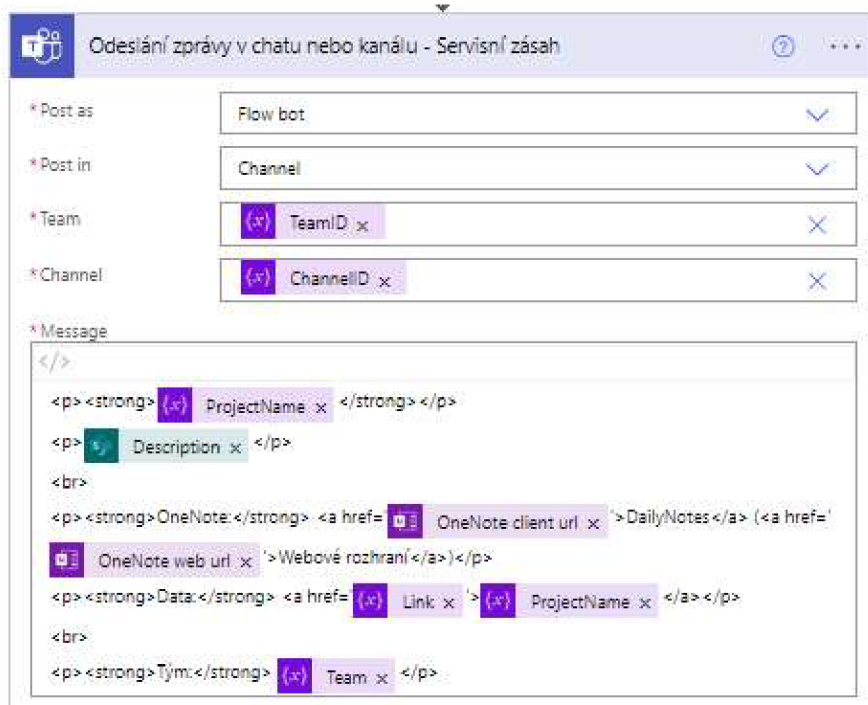 Odeslání zprávy v chatu nebo kanálu - Servisní zásah
* Post as Flow bot
* Post in Channel
* Team {x} TeamID ×
* Channel {x} ChannelID ×
* Message
</>
<p><strong> {x} ProjectName × </strong></p>
<p> Description × </p>
<br>
<p><strong>OneNote:</strong> <a href=' OneNote client url × '>DailyNotes</a> (<a href='
OneNote web url × '>Webové rozhraní</a>)</p>
<p><strong>Data:</strong> <a href=' {x} Link × '> {x} ProjectName × </a></p>
<br>
<p><strong>Tým:</strong> {x} Team × </p>